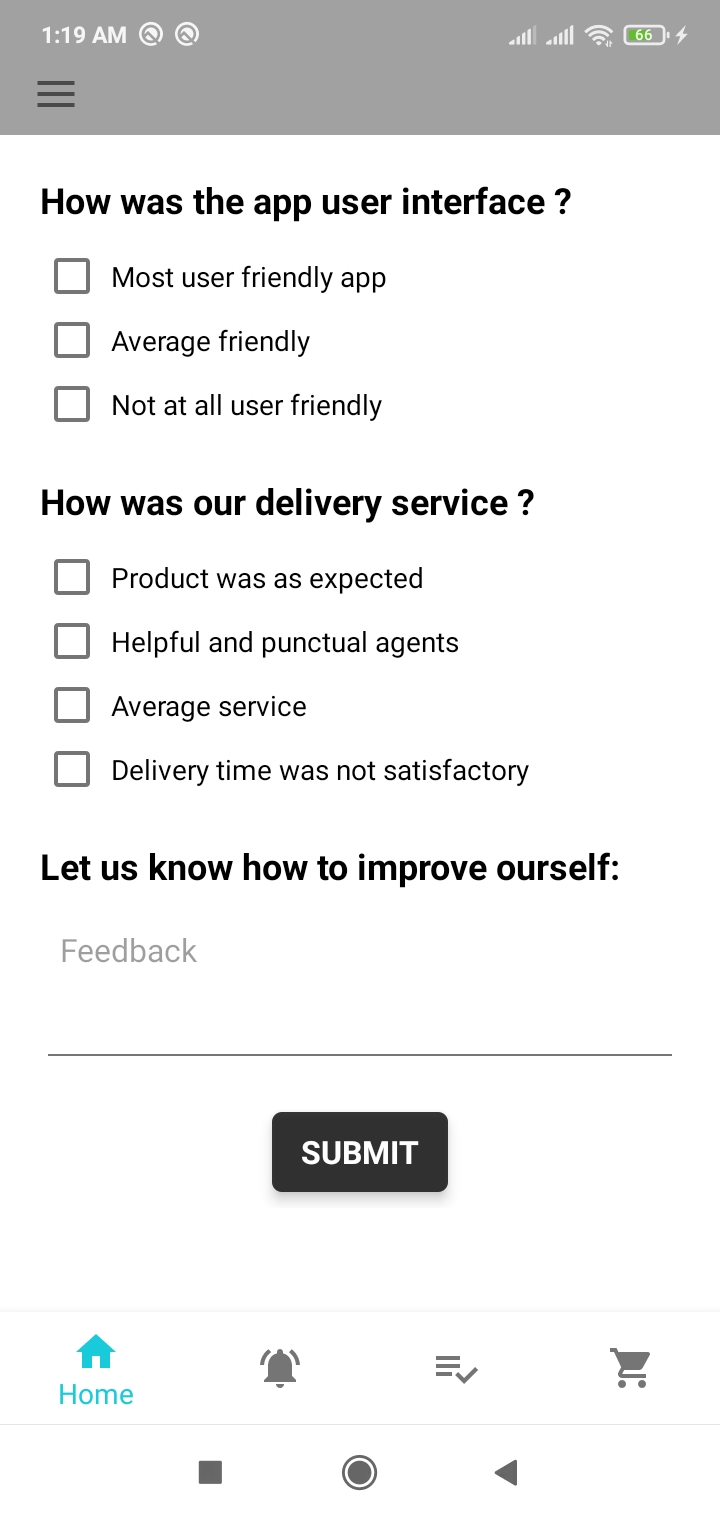 1:19 AM
66
How was the app user interface ?
Most user friendly app
Average friendly
Not at all user friendly
How was our delivery service ?
Product was as expected
Helpful and punctual agents
Average service
Delivery time was not satisfactory
Let us know how to improve ourself:
Feedback
SUBMIT
Home